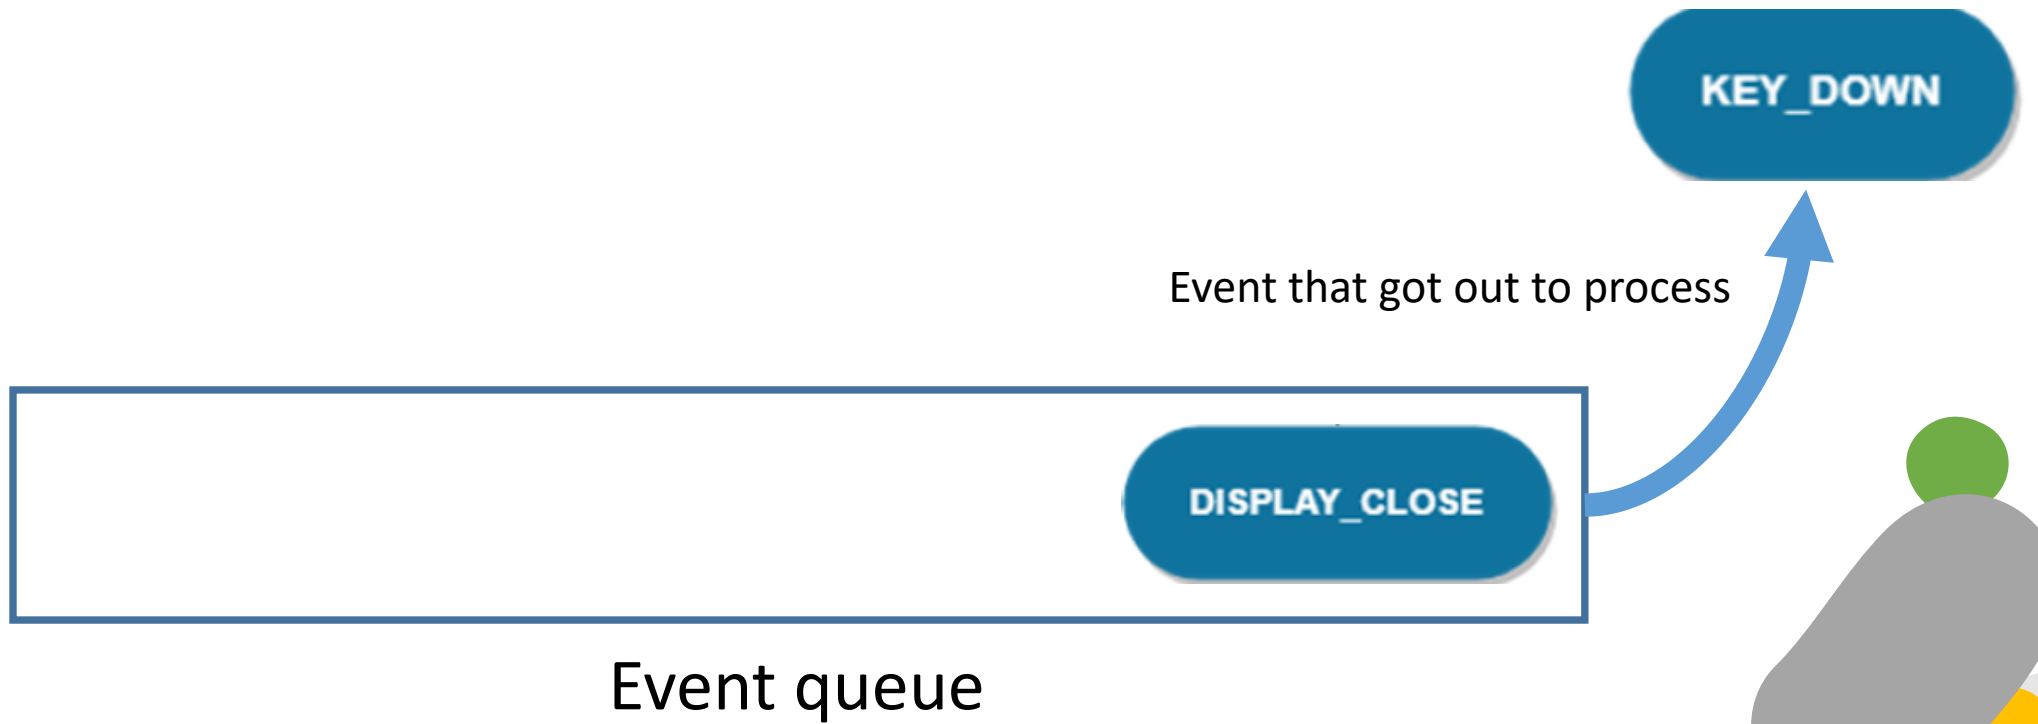 KEY_DOWN
Event that got out to process
DISPLAY_CLOSE
Event queue